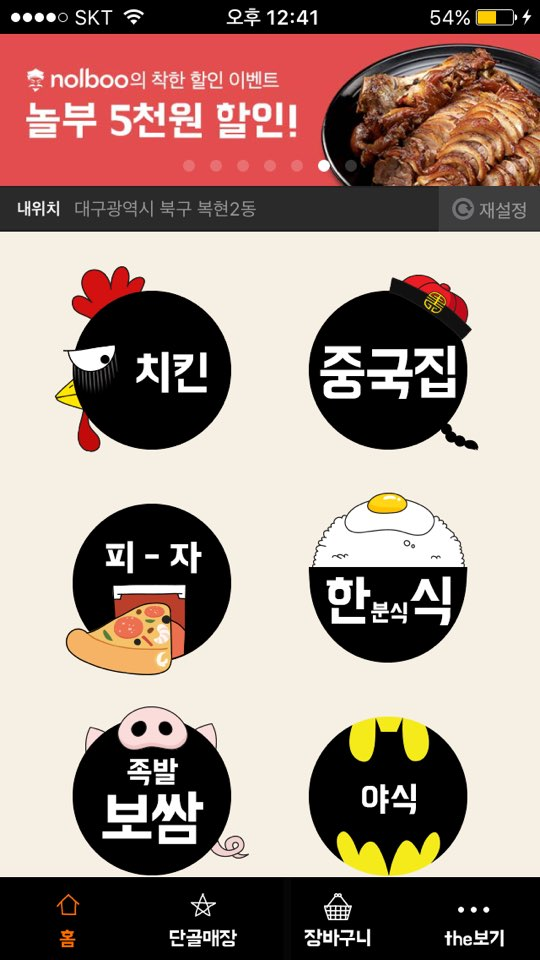 SKT 오후 12:41 54%
nolboo의 착한 할인 이벤트
놀부 5천원 할인!
내위치 대구광역시 북구 복현2동 재설정
치킨 중국집
피-자 한분식식
족발
보쌈 야식
홈 단골매장 장바구니 the보기